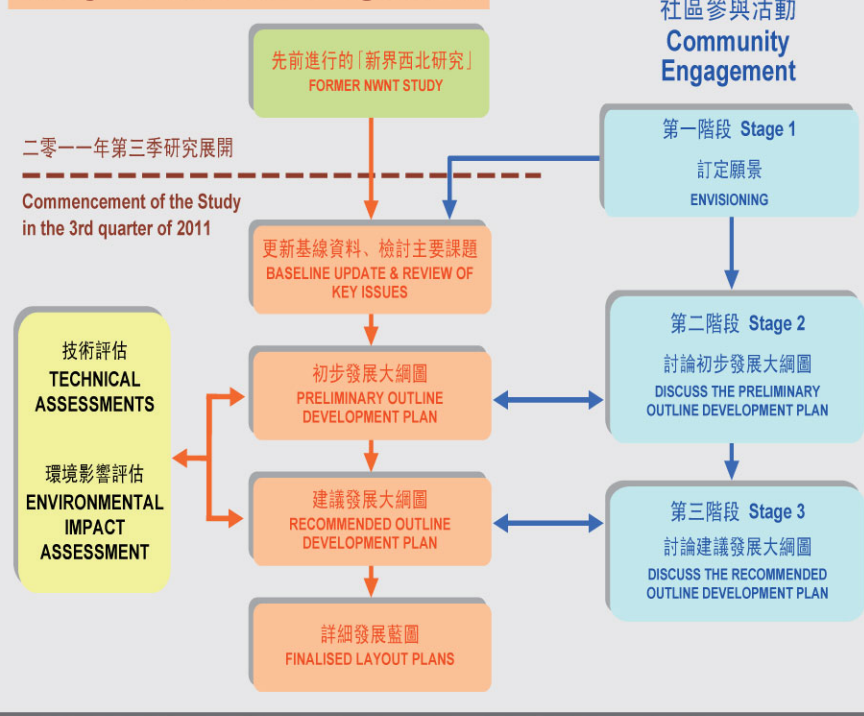 社區參與活動
Community
Engagement
先前進行的「新界西北研究」
FORMER NWNT STUDY
第一階段 Stage 1
訂定願景
ENVISIONING
二零一一年第三季研究展開
Commencement of the Study
in the 3rd quarter of 2011
更新基線資料、檢討主要課題
BASELINE UPDATE & REVIEW OF
KEY ISSUES
第二階段 Stage 2
討論初步發展大綱圖
DISCUSS THE PRELIMINARY
OUTLINE DEVELOPMENT PLAN
技術評估
TECHNICAL
ASSESSMENTS
環境影響評估
ENVIRONMENTAL
IMPACT
ASSESSMENT
初步發展大綱圖
PRELIMINARY OUTLINE
DEVELOPMENT PLAN
建議發展大綱圖
RECOMMENDED OUTLINE
DEVELOPMENT PLAN
第三階段 Stage 3
討論建議發展大綱圖
DISCUSS THE RECOMMENDED
OUTLINE DEVELOPMENT PLAN
詳細發展藍圖
FINALISED LAYOUT PLANS